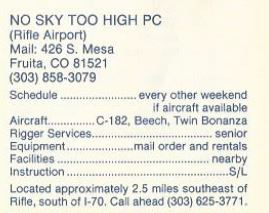 NO SKY TOO HIGH PC
(Rifle Airport)
Mail: 426 S. Mesa
Fruita, CO 81521
(303) 858-3079
Schedule .................... every other weekend
if aircraft available
Aircraft............C-182, Beech, Twin Bonanza
Rigger Services............................ senior
Equipment..................mail order and rentals
Facilities ................................... nearby
Instruction ......................................S/L
Located approximately 2.5 miles southeast of
Rifle, south of I-70. Call ahead (303) 625-3771.